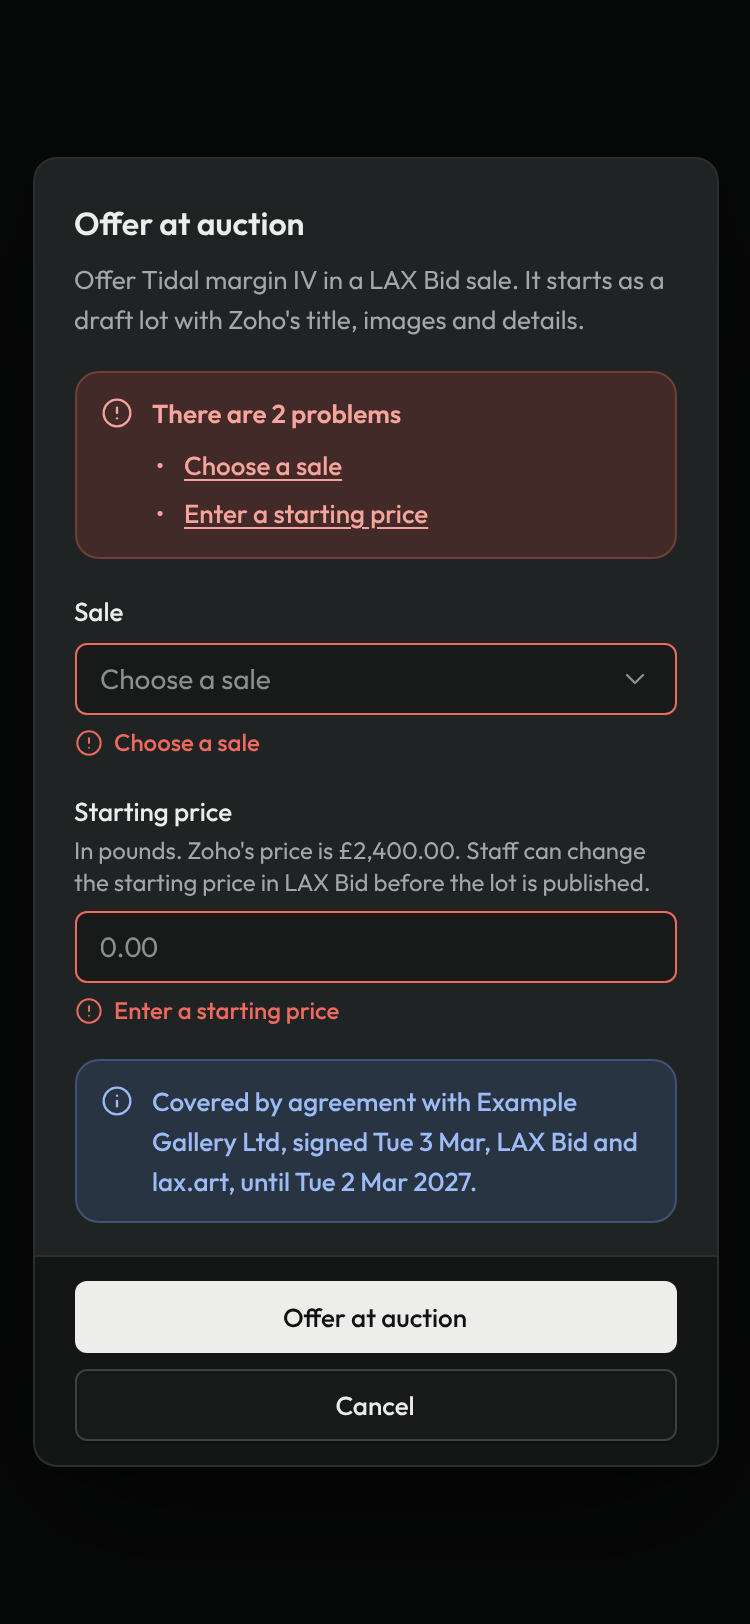 Offer at auction
Offer Tidal margin IV in a LAX Bid sale. It starts as a
draft lot with Zoho's title, images and details.
There are 2 problems
• Choose a sale
• Enter a starting price
Sale
Choose a sale
Choose a sale
Starting price
In pounds. Zoho's price is £2,400.00. Staff can change
the starting price in LAX Bid before the lot is published.
0.00
Enter a starting price
Covered by agreement with Example
Gallery Ltd, signed Tue 3 Mar, LAX Bid and
lax.art, until Tue 2 Mar 2027.
Offer at auction
Cancel